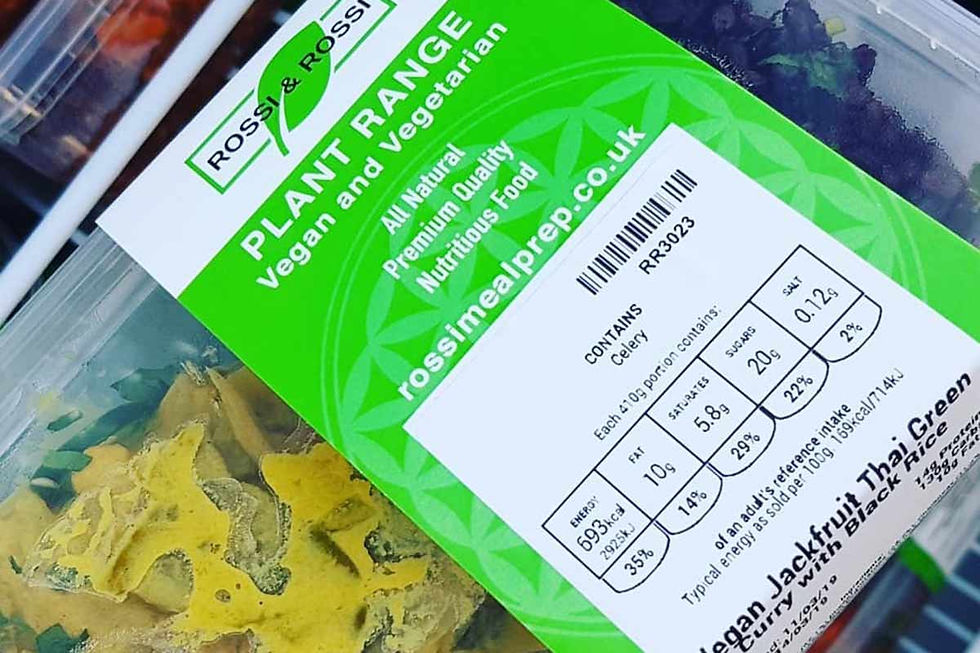 ROSSI & ROSSI
PLANT RANGE
Vegan and Vegetarian
All Natural
Premium Quality
Nutritious Food
rossimealprep.co.uk
RR3023
CONTAINS
Celery
Each 410g portion contains:
ENERGY
693kcal
2925kJ
35%
FAT
10g
14%
SATURATES
5.8g
29%
SUGARS
20g
22%
SALT
0.12g
2%
of an adult's reference intake
Typical energy as sold per 100g 169kcal/714kJ
egan Jackfruit Thai Green
Curry with Black Rice
14g Protein